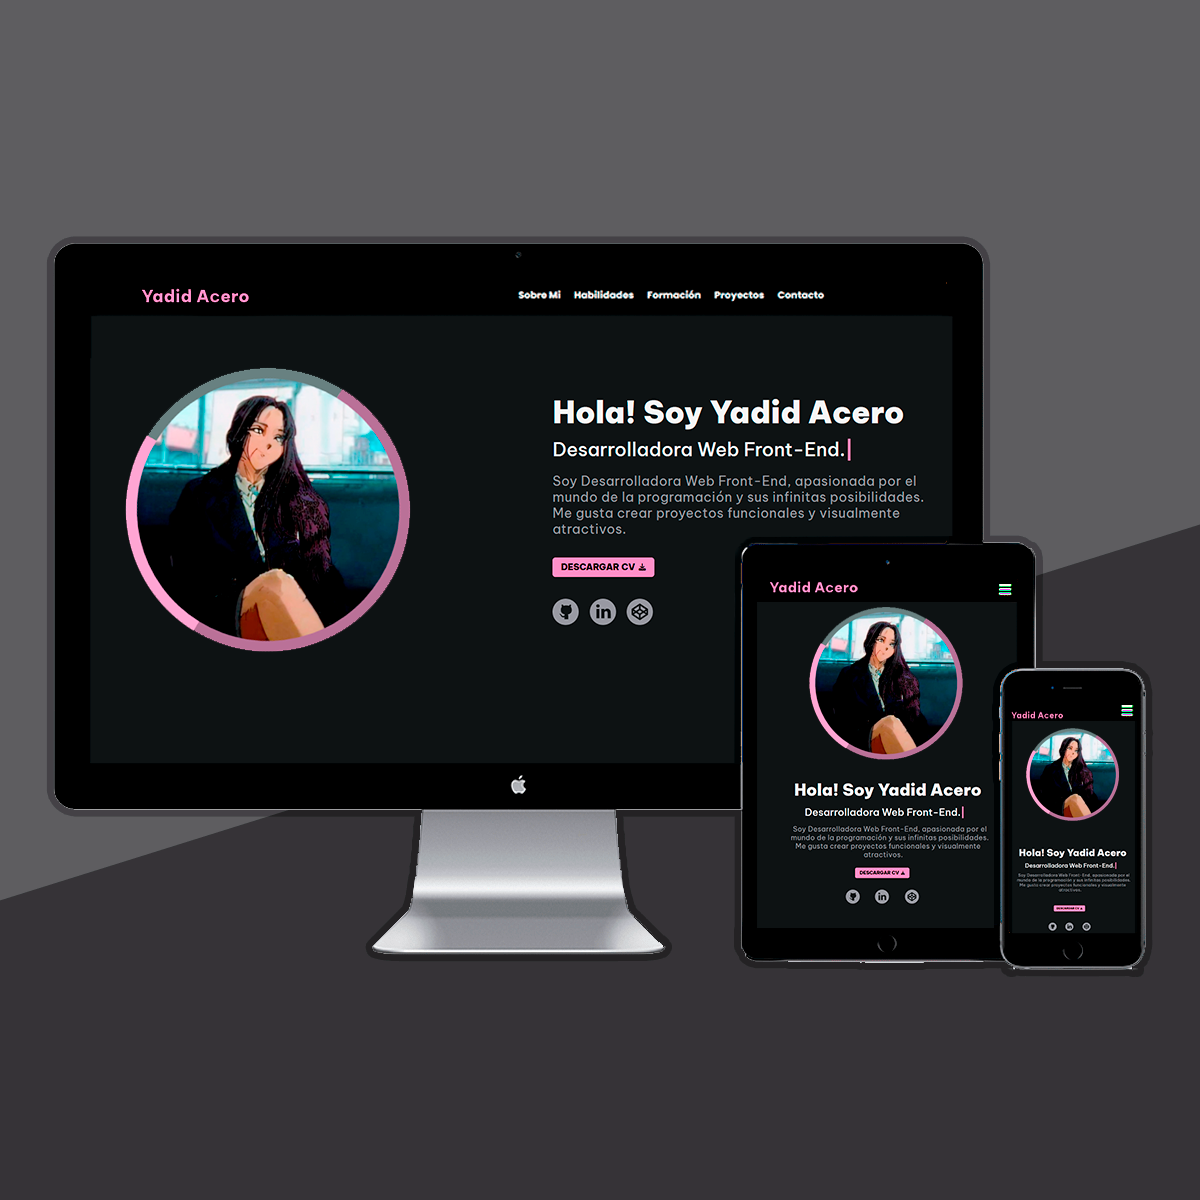 Yadid Acero
Sobre Mi Habilidades Formación Proyectos Contacto
Hola! Soy Yadid Acero
Desarrolladora Web Front-End.
Soy Desarrolladora Web Front-End, apasionada por el
mundo de la programación y sus infinitas posibilidades.
Me gusta crear proyectos funcionales y visualmente
atractivos.
DESCARGAR CV
in
Yadid Acero
Hola! Soy Yadid Acero
Desarrolladora Web Front-End.
Soy Desarrolladora Web Front-End, apasionada por el
mundo de la programación y sus infinitas posibilidades.
Me gusta crear proyectos funcionales y visualmente
atractivos.
DESCARGAR CV
in
Yadid Acero
Hola! Soy Yadid Acero
Desarrolladora Web Front-End.
Soy Desarrolladora Web Front-End, apasionada por el
mundo de la programación y sus infinitas posibilidades.
Me gusta crear proyectos funcionales y visualmente
atractivos.
DESCARGAR CV
in